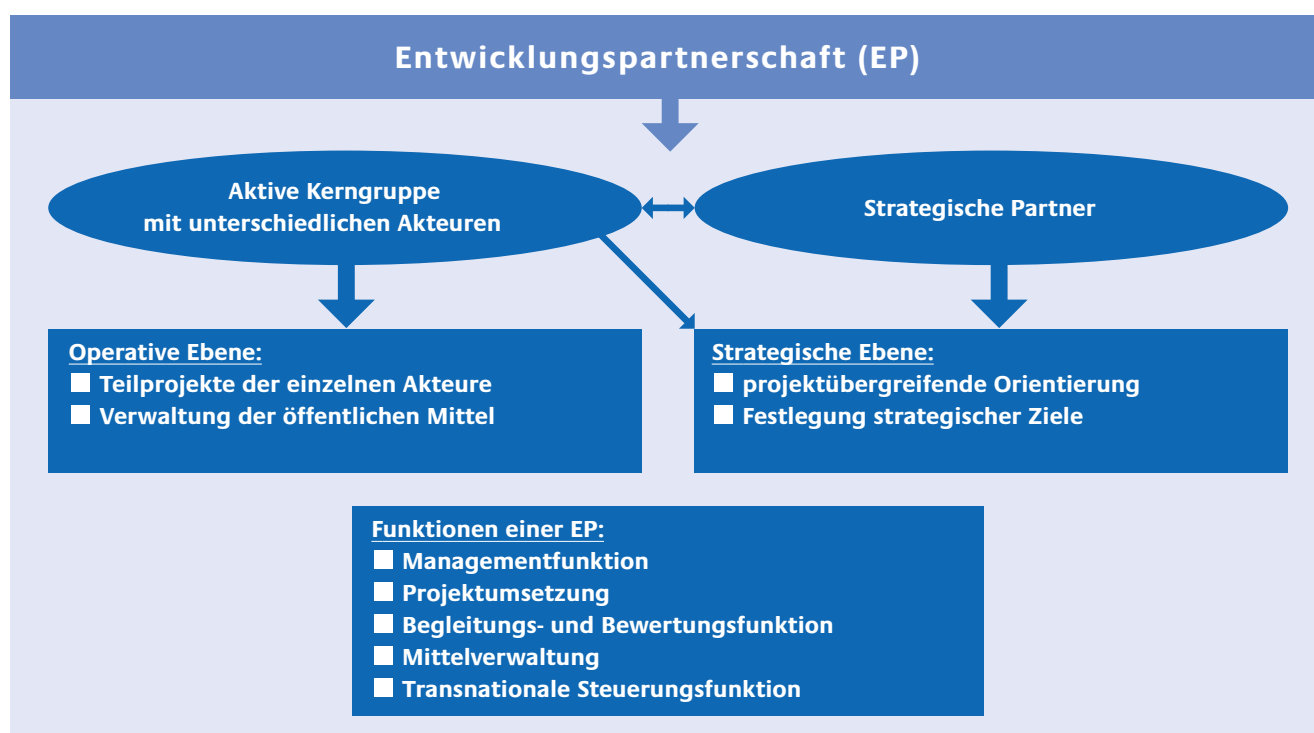 Entwicklungspartnerschaft (EP)
Aktive Kerngruppe
mit unterschiedlichen Akteuren
Strategische Partner
Operative Ebene:
Teilprojekte der einzelnen Akteure
Verwaltung der öffentlichen Mittel
Strategische Ebene:
projektübergreifende Orientierung
Festlegung strategischer Ziele
Funktionen einer EP:
Managementfunktion
Projektumsetzung
Begleitungs- und Bewertungsfunktion
Mittelverwaltung
Transnationale Steuerungsfunktion